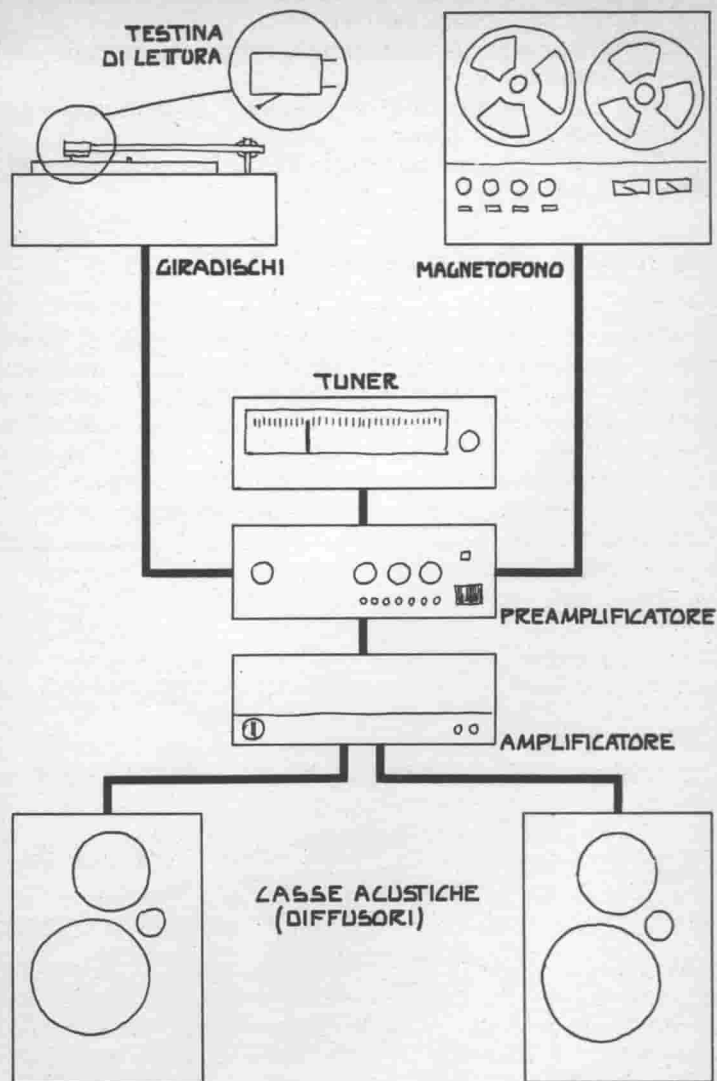 TESTINA
DI LETTURA
GIRADISCHI
MAGNETOFONO
TUNER
PREAMPLIFICATORE
AMPLIFICATORE
CASSE ACUSTICHE
(DIFFUSORI)